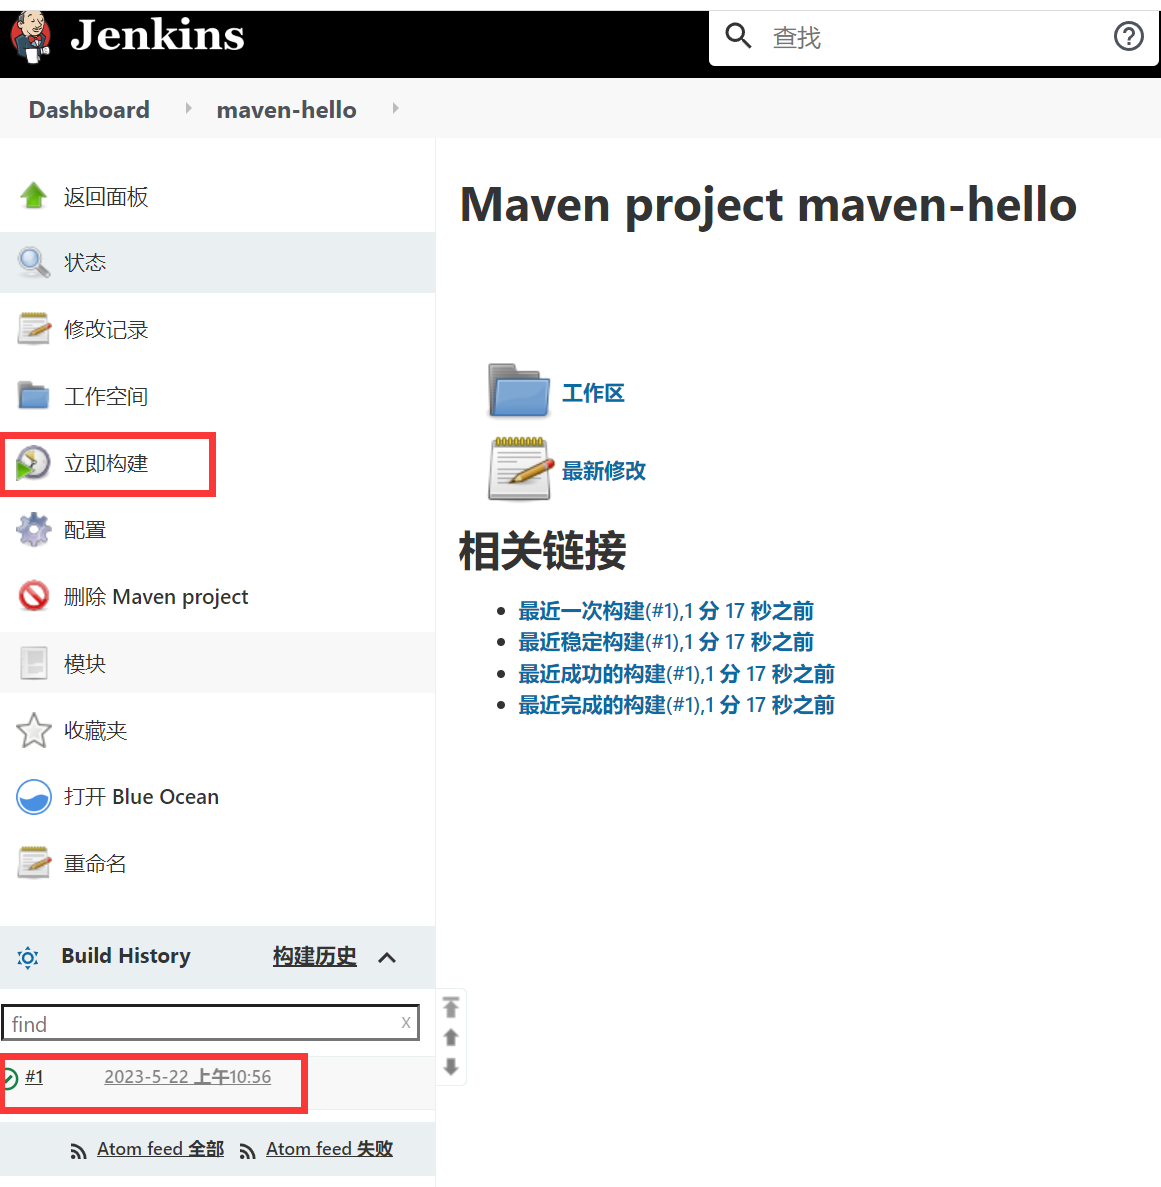 Jenkins
查找
Dashboard
maven-hello
返回面板
状态
修改记录
工作空间
立即构建
配置
删除 Maven project
模块
收藏夹
打开 Blue Ocean
重命名
Build History
构建历史
find
x
#1
2023-5-22 上午10:56
Atom feed 全部
Atom feed 失败
Maven project maven-hello
工作区
最新修改
相关链接
最近一次构建(#1),1 分 17 秒之前
最近稳定构建(#1),1 分 17 秒之前
最近成功的构建(#1),1 分 17 秒之前
最近完成的构建(#1),1 分 17 秒之前